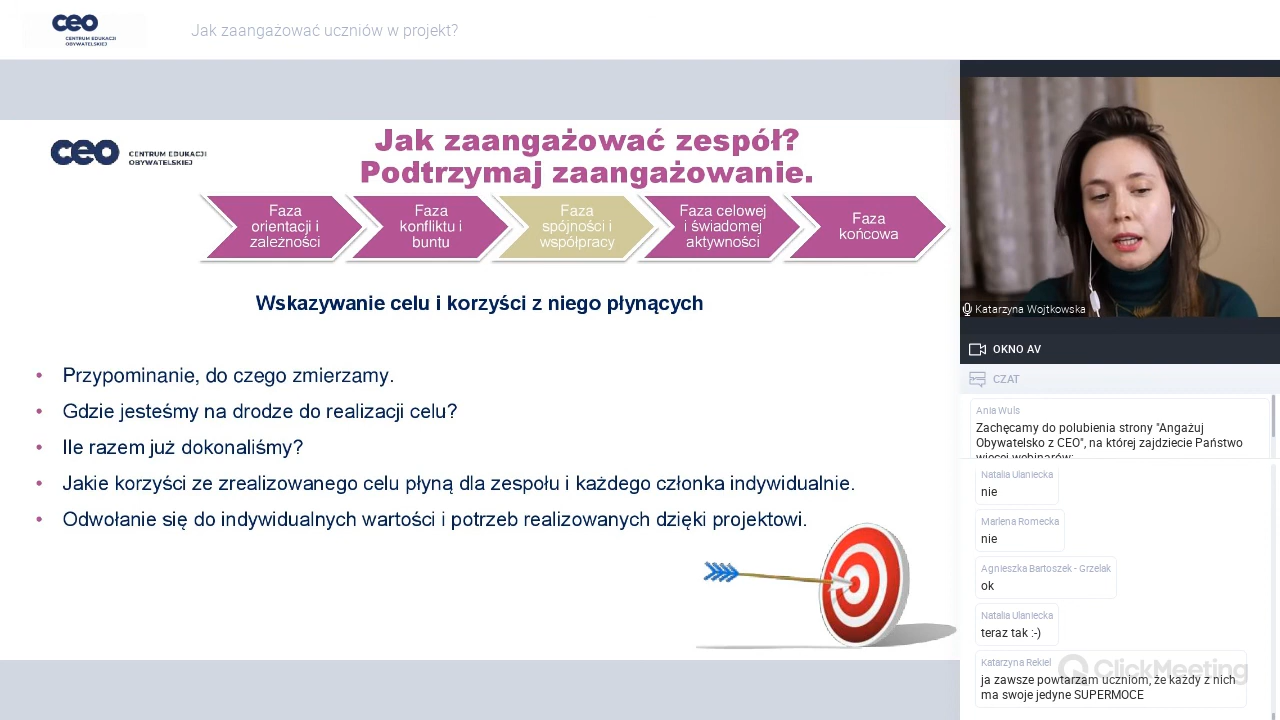 ceo
CENTRUM EDUKACJI
OBYWATELSKIEJ
Jak zaangażować uczniów w projekt?
ceo
CENTRUM EDUKACJI
OBYWATELSKIEJ
Jak zaangażować zespół?
Podtrzymaj zaangażowanie.
Faza
orientacji i
zależności
Faza
konfliktu i
buntu
Faza
spójności i
współpracy
Faza celowej
i świadomej
aktywności
Faza
końcowa
Wskazywanie celu i korzyści z niego płynących
• Przypominanie, do czego zmierzamy.
• Gdzie jesteśmy na drodze do realizacji celu?
• Ile razem już dokonaliśmy?
• Jakie korzyści ze zrealizowanego celu płyną dla zespołu i każdego członka indywidualnie.
• Odwołanie się do indywidualnych wartości i potrzeb realizowanych dzięki projektowi.
Katarzyna Wojtkowska
OKNO AV
CZAT
Ania Wuls
Zachęcamy do polubienia strony "Angażuj
Obywatelsko z CEO", na której zajdziecie Państwo
więcej webinarów:
Natalia Ulaniecka
nie
Marlena Romecka
nie
Agnieszka Bartoszek - Grzelak
ok
Natalia Ulaniecka
teraz tak :-)
Katarzyna Rekiel
ClickMeeting
ja zawsze powtarzam uczniom, że każdy z nich
ma swoje jedyne SUPERMOCE